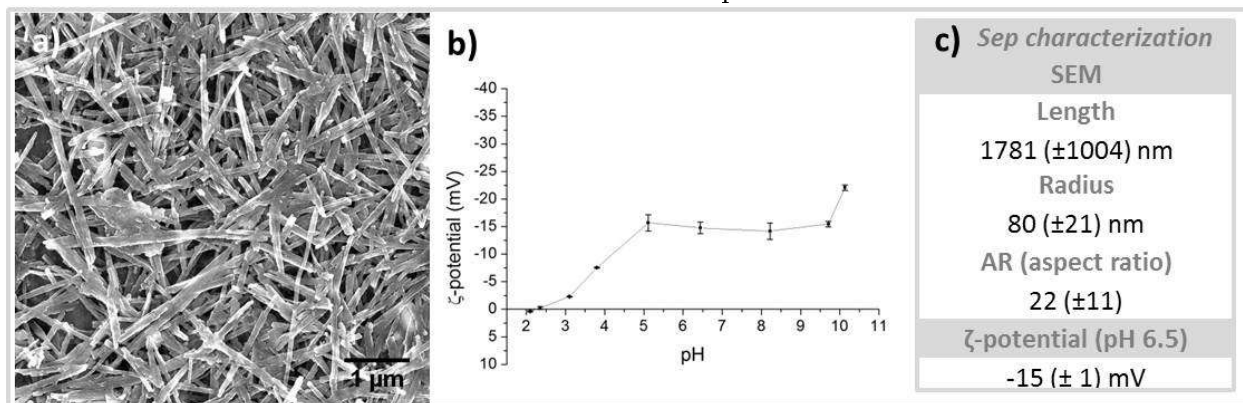 a)
1 μm
b)
ζ-potential (mV)
-40
-35
-30
-25
-20
-15
-10
-5
0
5
10
2 3 4 5 6 7 8 9 10 11
pH
c)
Sep characterization
SEM
Length
1781 (±1004) nm
Radius
80 (±21) nm
AR (aspect ratio)
22 (±11)
ζ-potential (pH 6.5)
-15 (± 1) mV